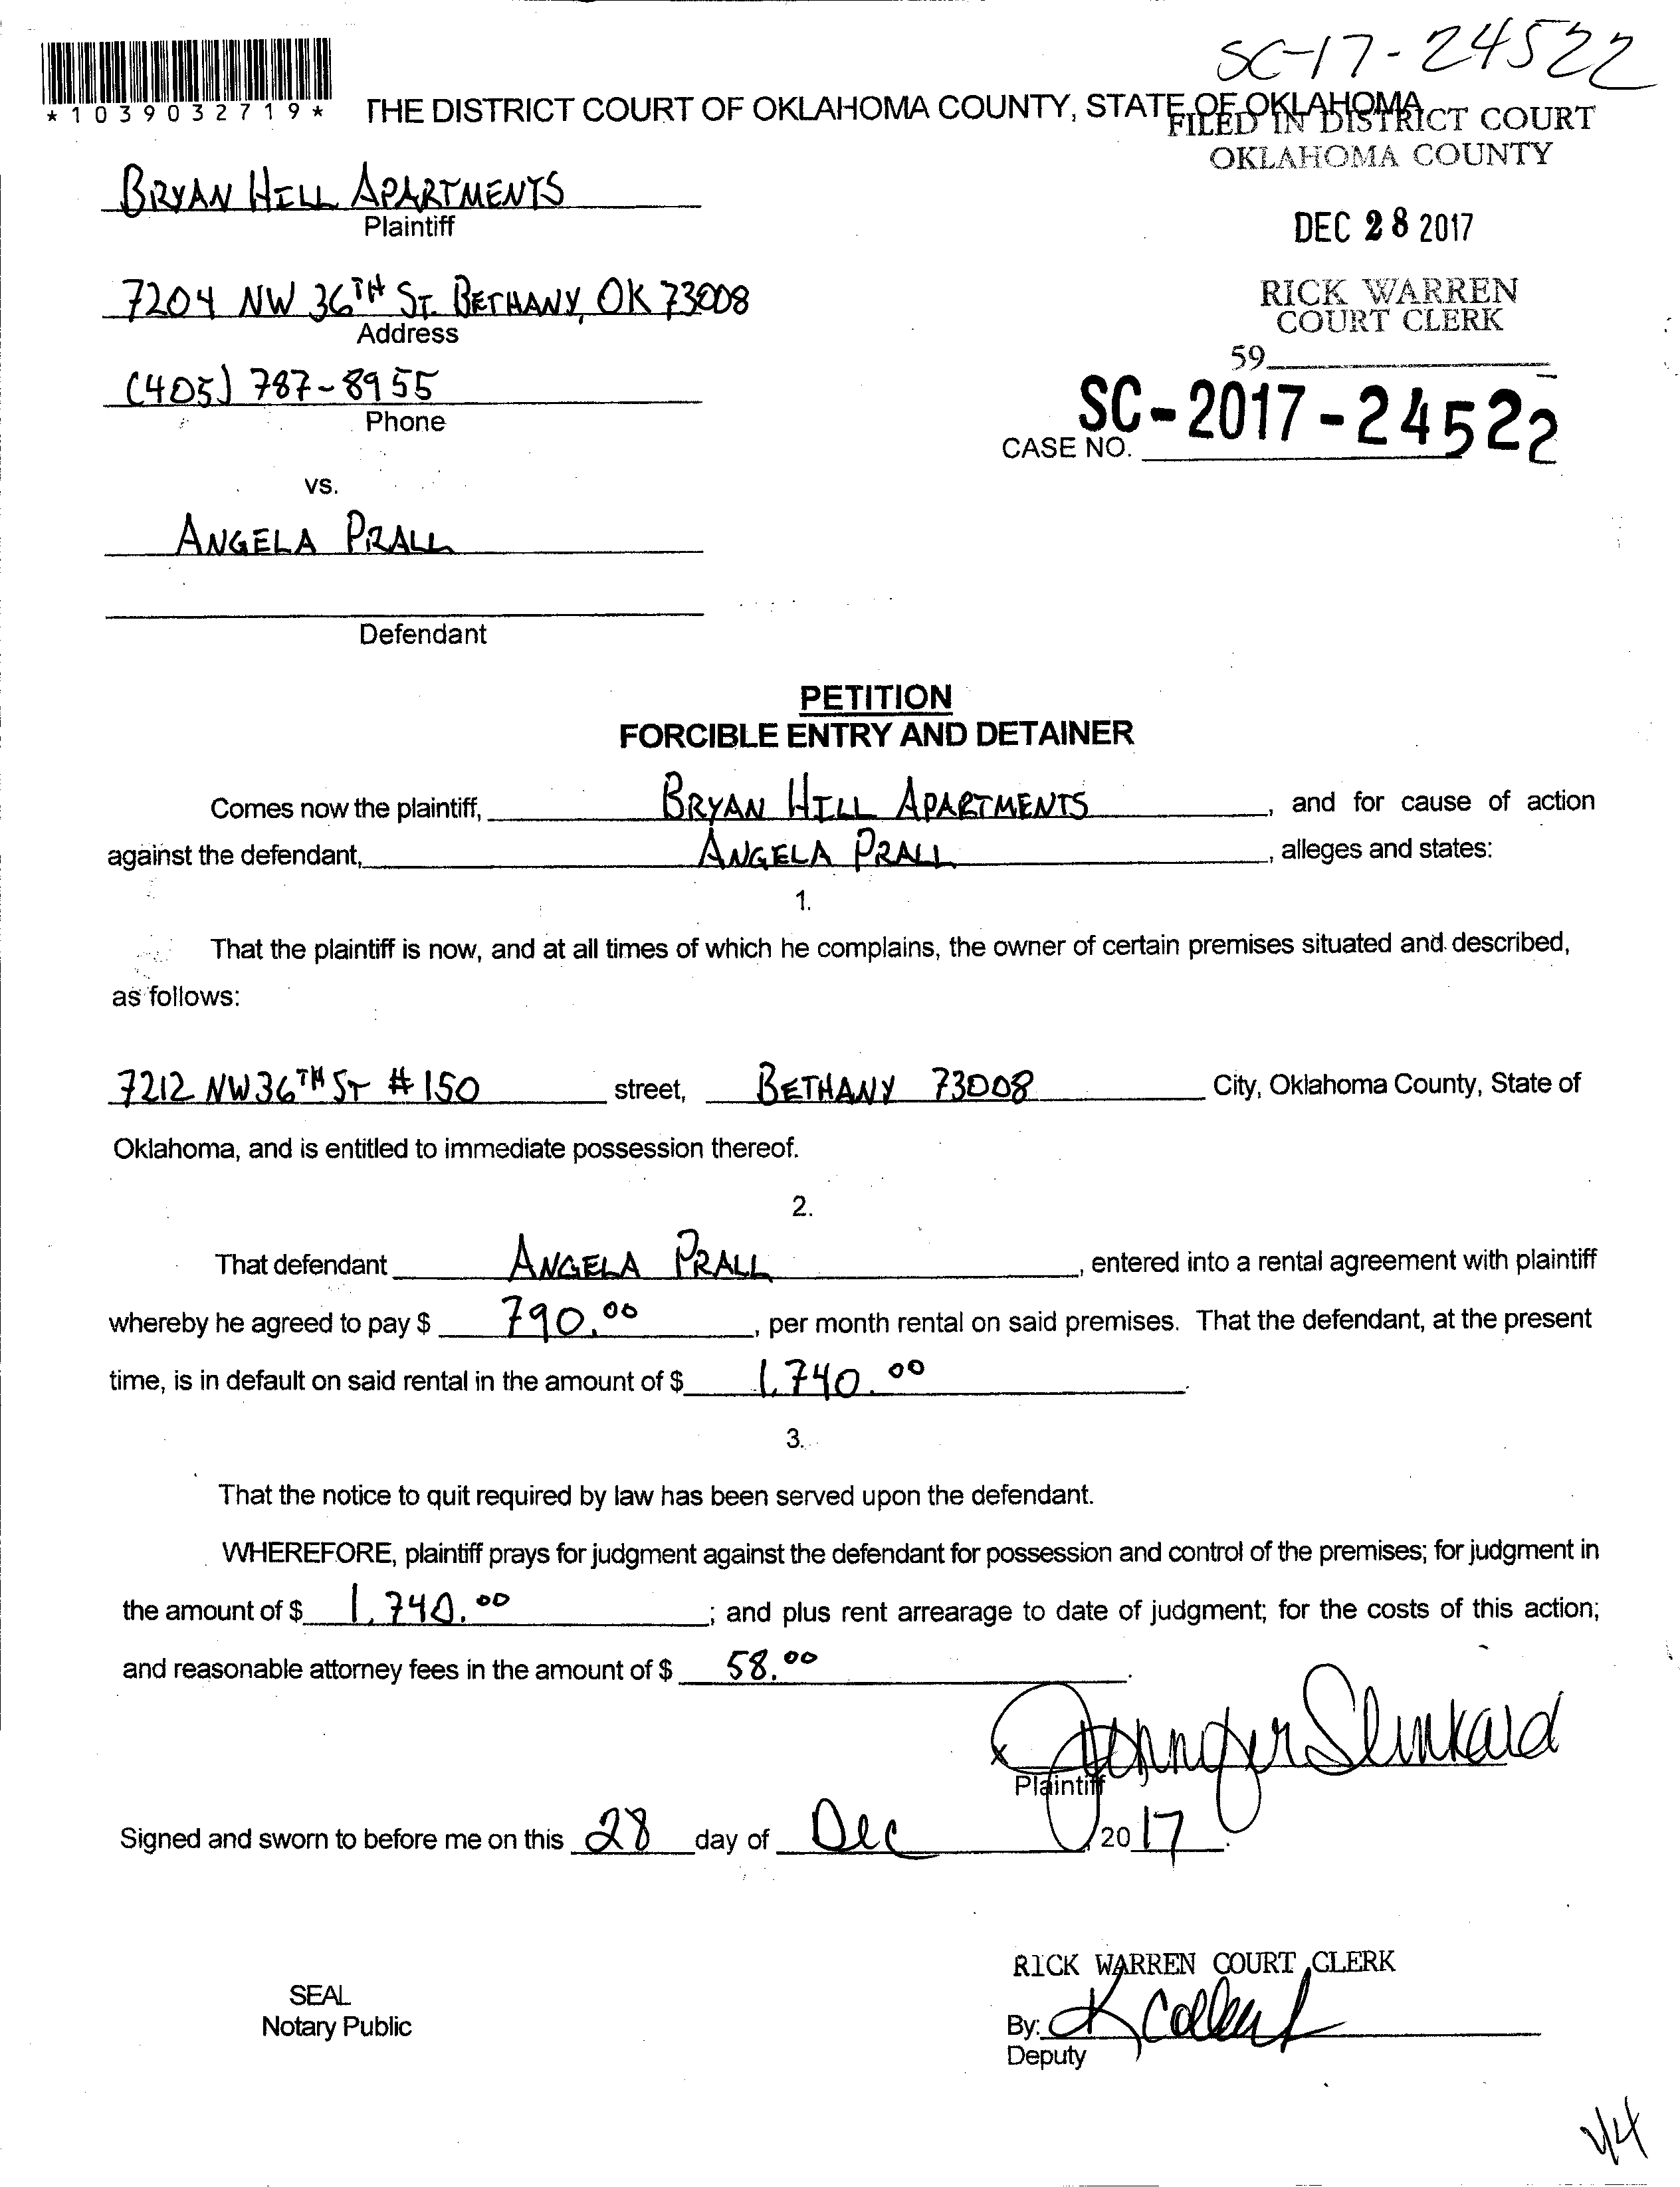 SC-17-24522
*1039032719*
THE DISTRICT COURT OF OKLAHOMA COUNTY, STATE OF OKLAHOMA
FILED IN DISTRICT COURT
OKLAHOMA COUNTY
BRYAN HILL APARTMENTS
Plaintiff
DEC 28 2017
7204 NW 36TH ST. BETHANY, OK 73008
Address
RICK WARREN
COURT CLERK
59
(405) 787-8955
Phone
SC-2017-24522
CASE NO.
vs.
ANGELA PRALL
Defendant
PETITION
FORCIBLE ENTRY AND DETAINER
Comes now the plaintiff, BRYAN HILL APARTMENTS, and for cause of action
against the defendant, ANGELA PRALL, alleges and states:
1.
That the plaintiff is now, and at all times of which he complains, the owner of certain premises situated and described,
as follows:
7212 NW 36TH ST #150 street, BETHANY 73008 City, Oklahoma County, State of
Oklahoma, and is entitled to immediate possession thereof.
2.
That defendant ANGELA PRALL, entered into a rental agreement with plaintiff
whereby he agreed to pay $ 790.00, per month rental on said premises. That the defendant, at the present
time, is in default on said rental in the amount of $ 1,740.00.
3.
That the notice to quit required by law has been served upon the defendant.
WHEREFORE, plaintiff prays for judgment against the defendant for possession and control of the premises; for judgment in
the amount of $ 1,740.00; and plus rent arrearage to date of judgment; for the costs of this action;
and reasonable attorney fees in the amount of $ 58.00.
x Jennifer Slinkard
Plaintiff
Signed and sworn to before me on this 28 day of Dec, 2017.
RICK WARREN COURT CLERK
SEAL
Notary Public
By: K
Deputy